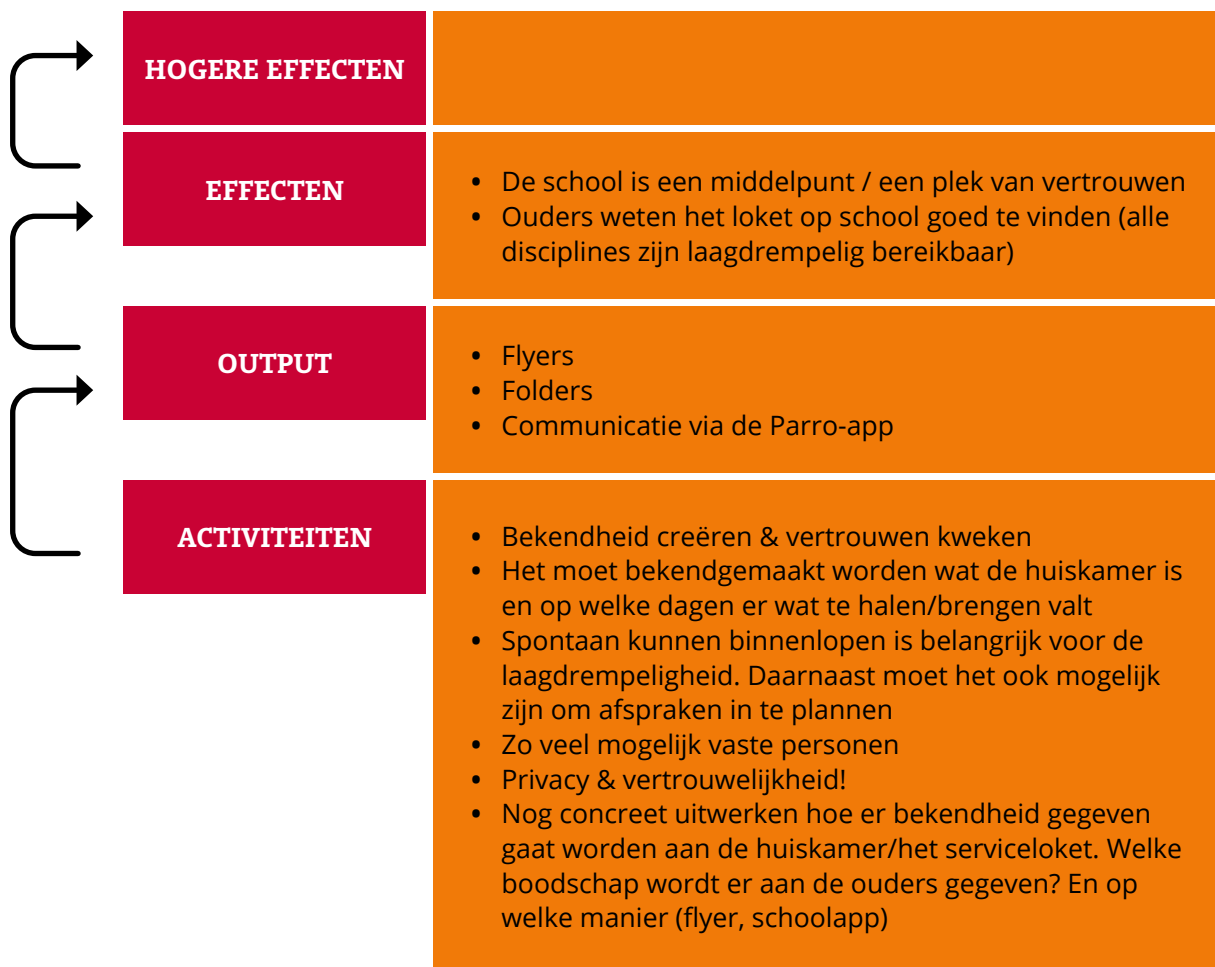 HOGERE EFFECTEN
EFFECTEN
• De school is een middelpunt / een plek van vertrouwen
• Ouders weten het loket op school goed te vinden (alle
disciplines zijn laagdrempelig bereikbaar)
OUTPUT
• Flyers
• Folders
• Communicatie via de Parro-app
ACTIVITEITEN
• Bekendheid creëren & vertrouwen kweken
• Het moet bekendgemaakt worden wat de huiskamer is
en op welke dagen er wat te halen/brengen valt
• Spontaan kunnen binnenlopen is belangrijk voor de
laagdrempeligheid. Daarnaast moet het ook mogelijk
zijn om afspraken in te plannen
• Zo veel mogelijk vaste personen
• Privacy & vertrouwelijkheid!
• Nog concreet uitwerken hoe er bekendheid gegeven
gaat worden aan de huiskamer/het serviceloket. Welke
boodschap wordt er aan de ouders gegeven? En op
welke manier (flyer, schoolapp)